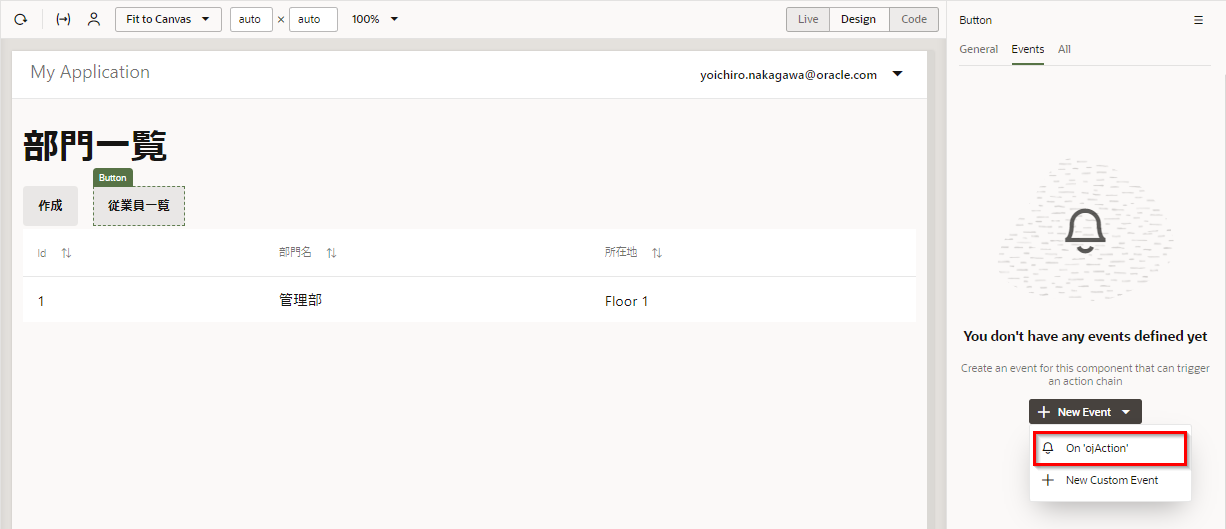 Fit to Canvas auto × auto 100% Live Design Code
Button
General Events All
My Application
yoichiro.nakagawa@oracle.com
部門一覧
Button
作成 従業員一覧
Id 部門名 所在地
1 管理部 Floor 1
You don't have any events defined yet
Create an event for this component that can trigger
an action chain
New Event
On 'ojAction'
New Custom Event